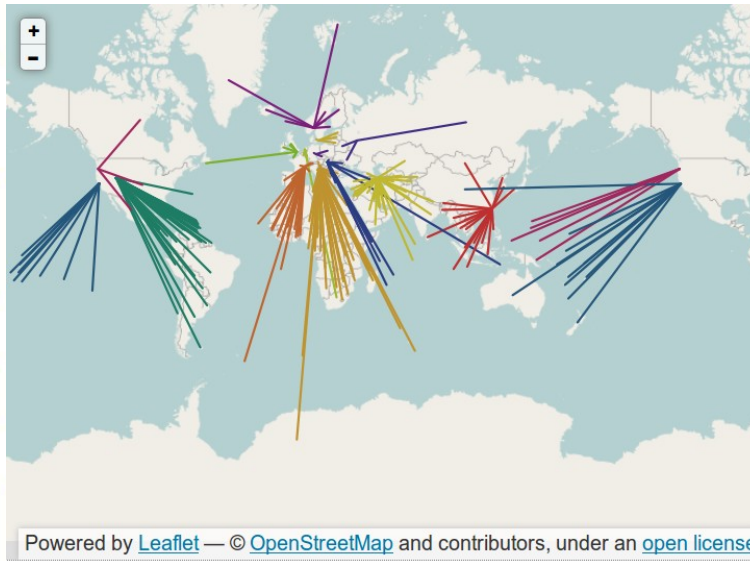 +
-
Powered by Leaflet — © OpenStreetMap and contributors, under an open license